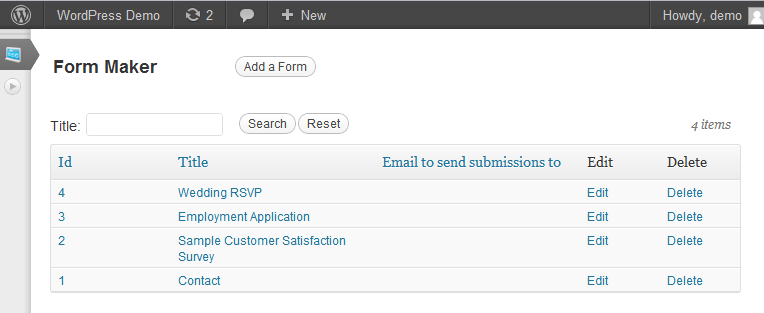 WordPress Demo 2 + New Howdy, demo
Form Maker Add a Form
Title: Search Reset 4 items
Id Title Email to send submissions to Edit Delete
4 Wedding RSVP Edit Delete
3 Employment Application Edit Delete
2 Sample Customer Satisfaction Edit Delete
Survey
1 Contact Edit Delete